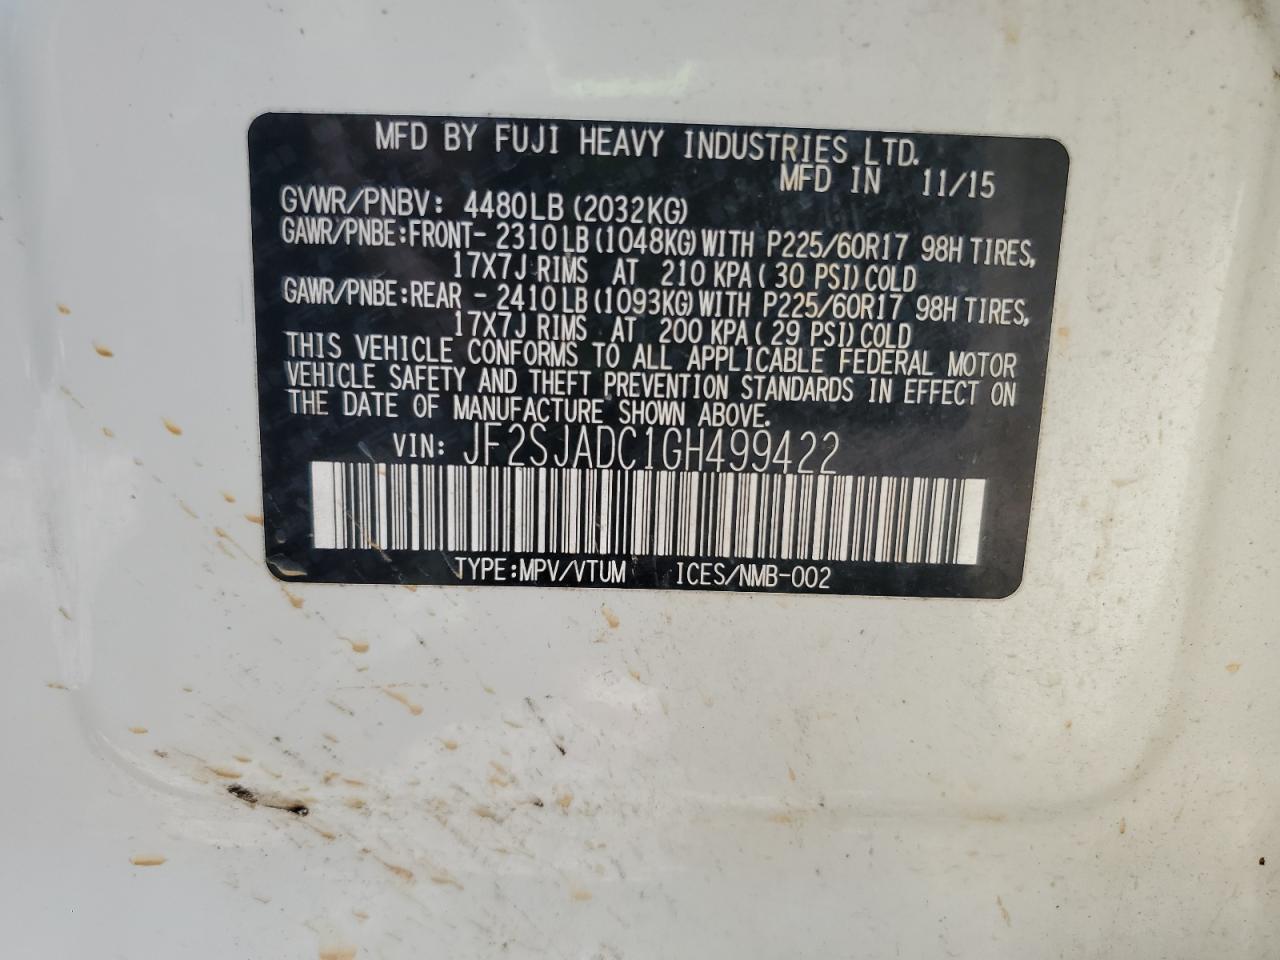 MFD BY FUJI HEAVY INDUSTRIES LTD.
MFD IN 11/15
GVWR/PNBV: 4480LB (2032KG)
GAWR/PNBE:FRONT- 2310LB(1048KG)WITH P225/60R17 98H TIRES,
17X7J RIMS AT 210 KPA( 30 PSI)COLD
GAWR/PNBE:REAR - 2410LB(1093KG)WITH P225/60R17 98H TIRES,
17X7J RIMS AT 200 KPA( 29 PSI)COLD
THIS VEHICLE CONFORMS TO ALL APPLICABLE FEDERAL MOTOR
VEHICLE SAFETY AND THEFT PREVENTION STANDARDS IN EFFECT ON
THE DATE OF MANUFACTURE SHOWN ABOVE.
VIN: JF2SJADC1GH499422
TYPE:MPV/VTUM ICES/NMB-002